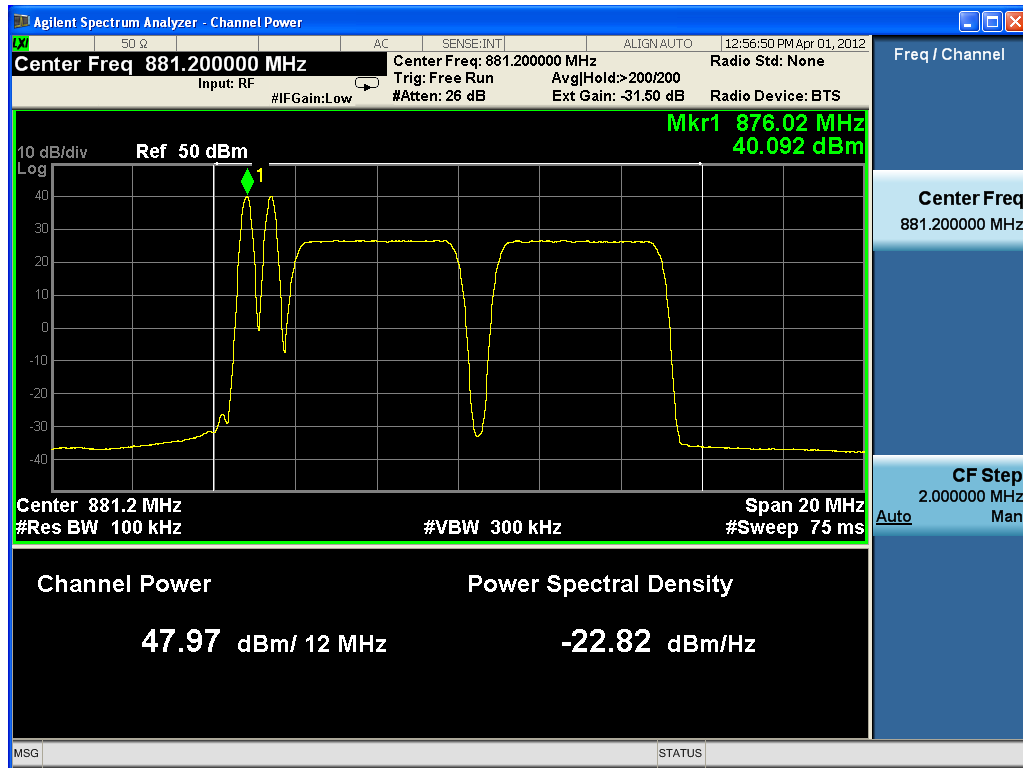 Agilent Spectrum Analyzer - Channel Power
LXI 50 Ω AC SENSE:INT ALIGN AUTO 12:56:50 PM Apr 01, 2012
Center Freq 881.200000 MHz
Input: RF
#IFGain:Low
Center Freq: 881.200000 MHz
Trig: Free Run Avg|Hold:>200/200
#Atten: 26 dB Ext Gain: -31.50 dB
Radio Std: None
Radio Device: BTS
Freq / Channel
Mkr1 876.02 MHz
40.092 dBm
10 dB/div Ref 50 dBm
Log
1
40
30
20
10
0
-10
-20
-30
-40
Center 881.2 MHz Span 20 MHz
#Res BW 100 kHz #VBW 300 kHz #Sweep 75 ms
Center Freq
881.200000 MHz
CF Step
2.000000 MHz
Auto Man
Channel Power Power Spectral Density
47.97 dBm/ 12 MHz -22.82 dBm/Hz
MSG STATUS